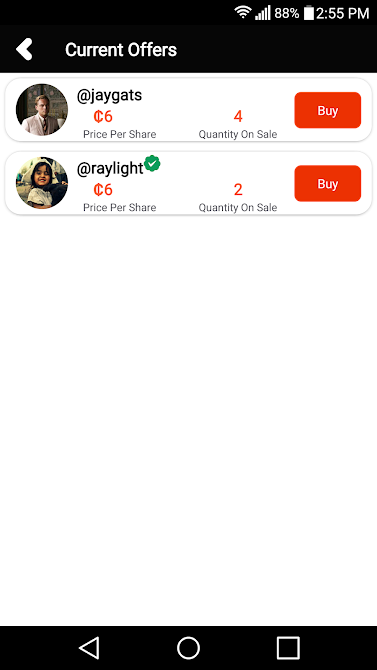 88% 2:55 PM
Current Offers
@jaygats
₵6 4
Price Per Share Quantity On Sale
Buy
@raylight
₵6 2
Price Per Share Quantity On Sale
Buy